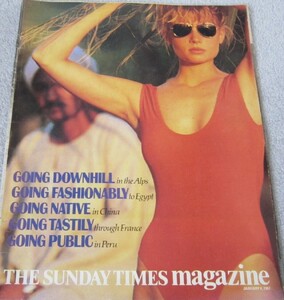 GOING DOWNHILL in the Alps
GOING FASHIONABLY to Egypt
GOING NATIVE in China
GOING TASTILY through France
GOING PUBLIC in Peru
THE SUNDAY TIMES magazine